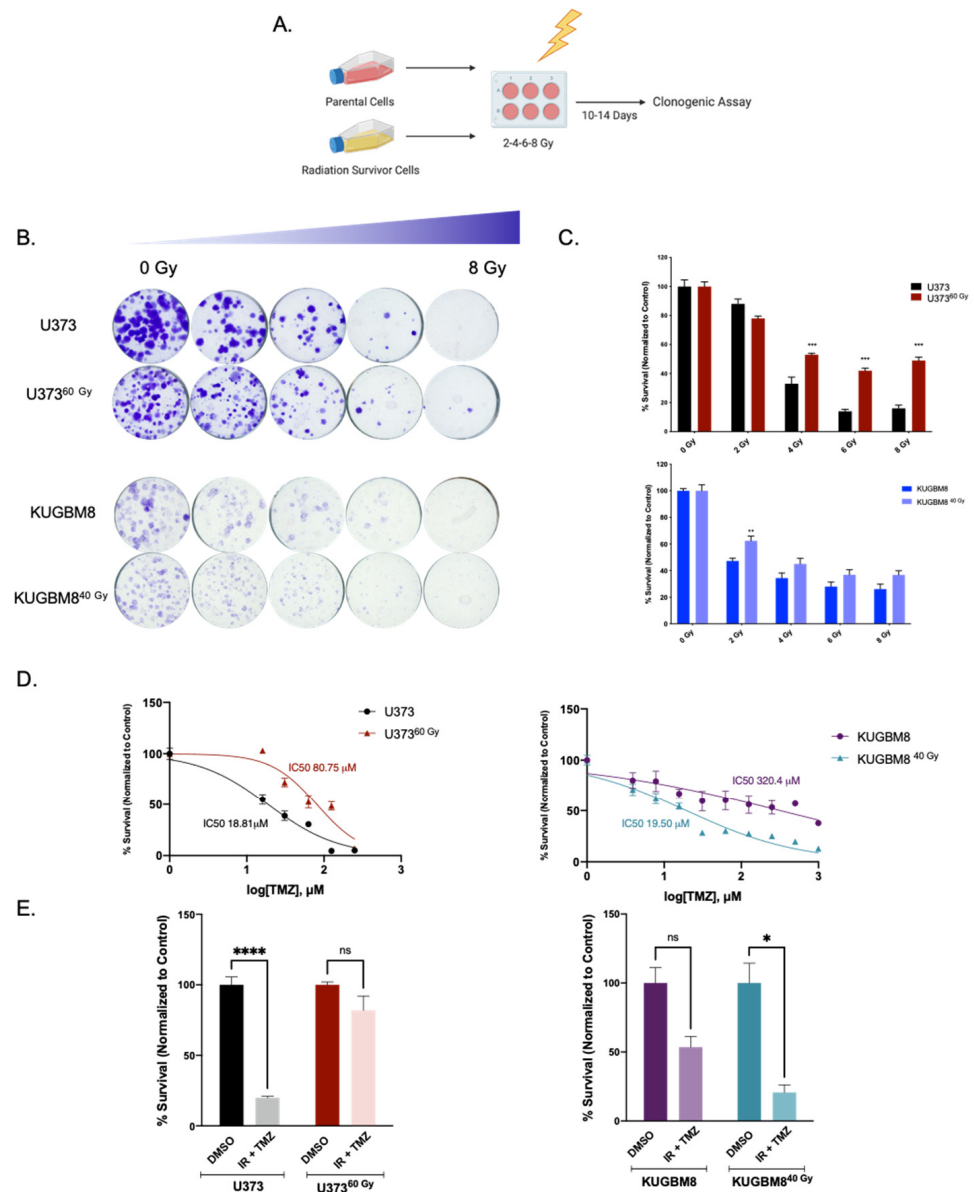 A.
Parental Cells
Radiation Survivor Cells
1 2 3
A
B
2-4-6-8 Gy
10-14 Days
Clonogenic Assay
B.
0 Gy
8 Gy
U373
U373⁶⁰ ᴳʸ
KUGBM8
KUGBM8⁴⁰ ᴳʸ
C.
% Survival (Normalized to Control)
120
100
80
60
40
20
0
0 Gy
2 Gy
4 Gy
6 Gy
8 Gy
***
***
***
U373
U373⁶⁰ ᴳʸ
% Survival (Normalized to Control)
120
100
80
60
40
20
0
0 Gy
2 Gy
4 Gy
6 Gy
8 Gy
**
KUGBM8
KUGBM8 ⁴⁰ ᴳʸ
D.
% Survival (Normalized to Control)
150
100
50
0
0 1 2 3
log[TMZ], µM
U373
U373⁶⁰ ᴳʸ
IC50 80.75 µM
IC50 18.81µM
% Survival (Normalized to Control)
150
100
50
0
0 1 2 3
log[TMZ], µM
KUGBM8
KUGBM8 ⁴⁰ ᴳʸ
IC50 320.4 µM
IC50 19.50 µM
E.
% Survival (Normalized to Control)
150
100
50
0
****
ns
DMSO
IR + TMZ
DMSO
IR + TMZ
U373
U373⁶⁰ ᴳʸ
% Survival (Normalized to Control)
150
100
50
0
ns
*
DMSO
IR + TMZ
DMSO
IR + TMZ
KUGBM8
KUGBM8⁴⁰ ᴳʸ